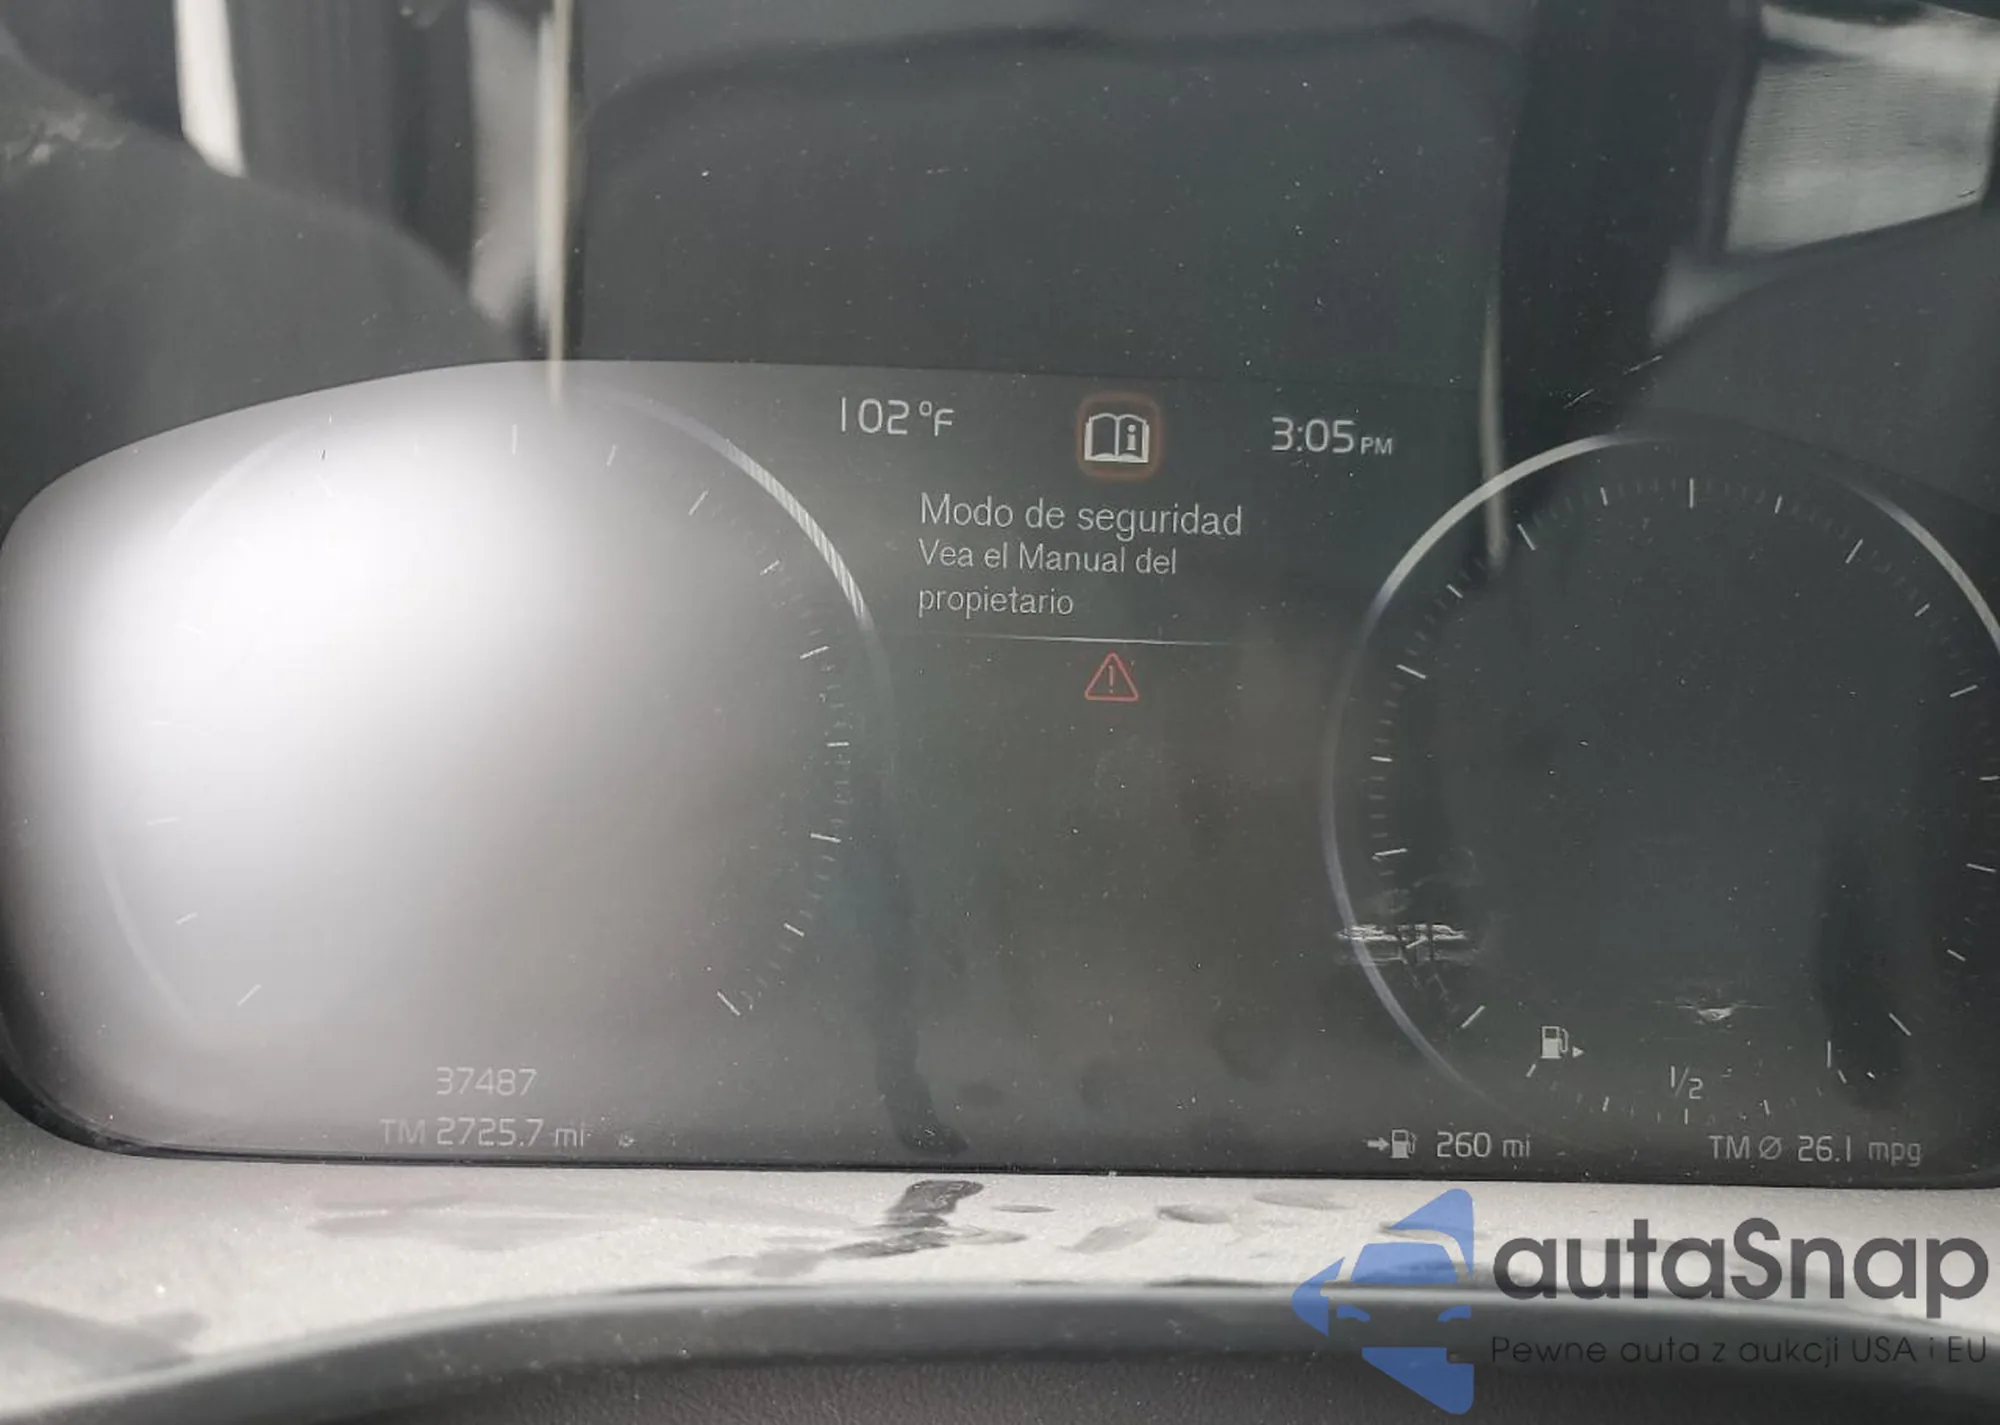 102 °F
3:05 PM
Modo de seguridad
Vea el Manual del
propietario
37487
TM 2725.7 mi
1/2
260 mi
TM Ø 26.1 mpg
autaSnap
Pewne auta z aukcji USA i EU